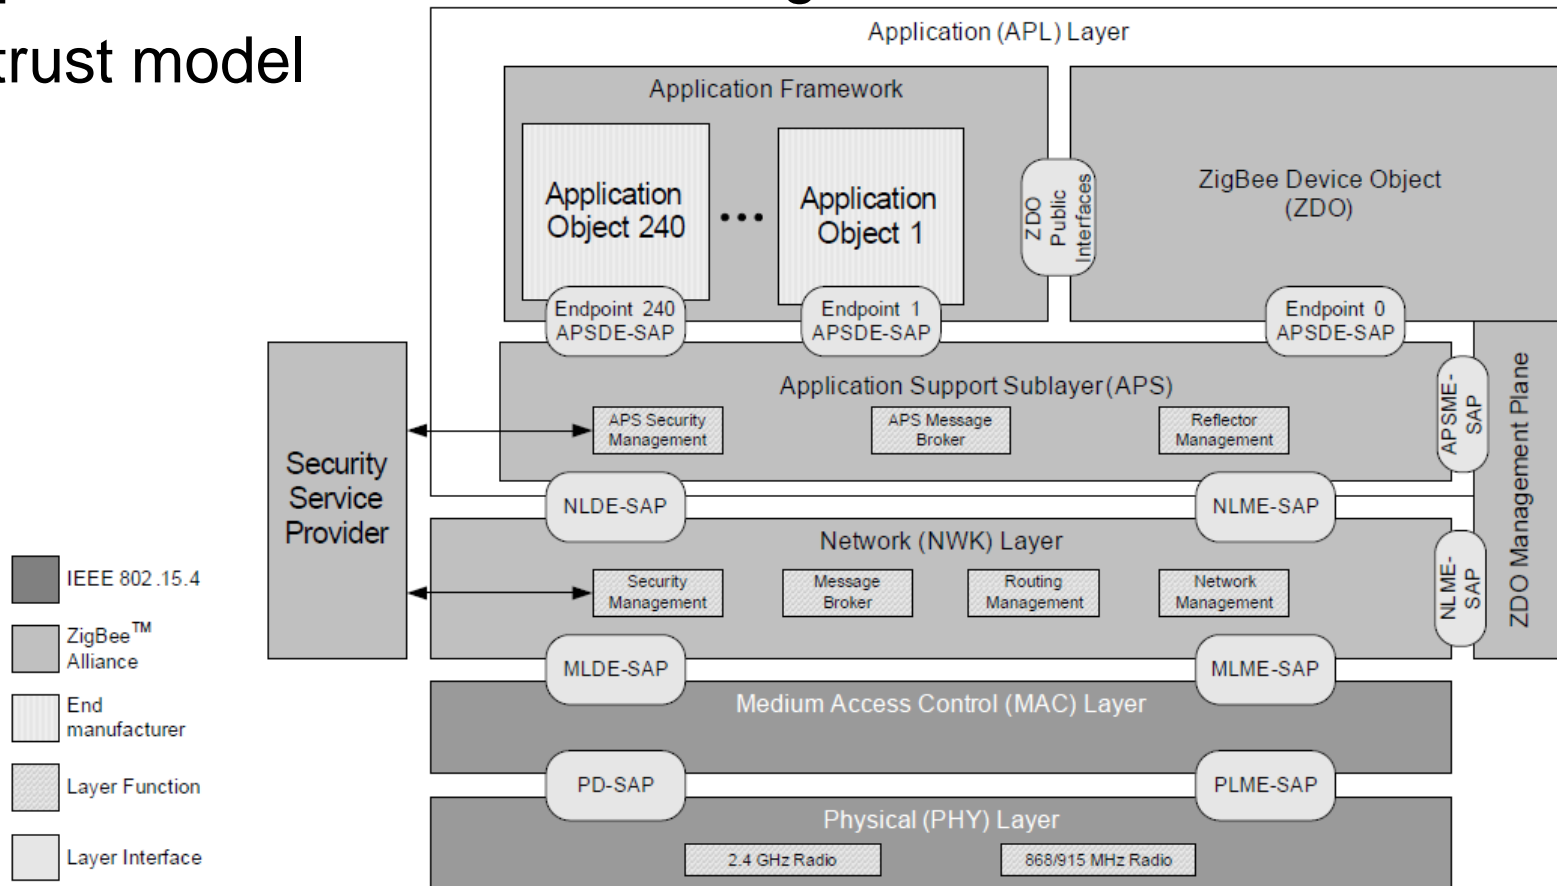 trust model
Application (APL) Layer
Application Framework
Application
Object 240
Application
Object 1
ZDO
Public
Interfaces
ZigBee Device Object
(ZDO)
Endpoint 240
APSDE-SAP
Endpoint 1
APSDE-SAP
Endpoint 0
APSDE-SAP
Application Support Sublayer (APS)
APS Security
Management
APS Message
Broker
Reflector
Management
APSME-
SAP
ZDO Management Plane
Security
Service
Provider
NLDE-SAP
NLME-SAP
Network (NWK) Layer
Security
Management
Message
Broker
Routing
Management
Network
Management
NLME-
SAP
MLDE-SAP
MLME-SAP
Medium Access Control (MAC) Layer
PD-SAP
PLME-SAP
Physical (PHY) Layer
2.4 GHz Radio
868/915 MHz Radio
IEEE 802.15.4
ZigBee™
Alliance
End
manufacturer
Layer Function
Layer Interface